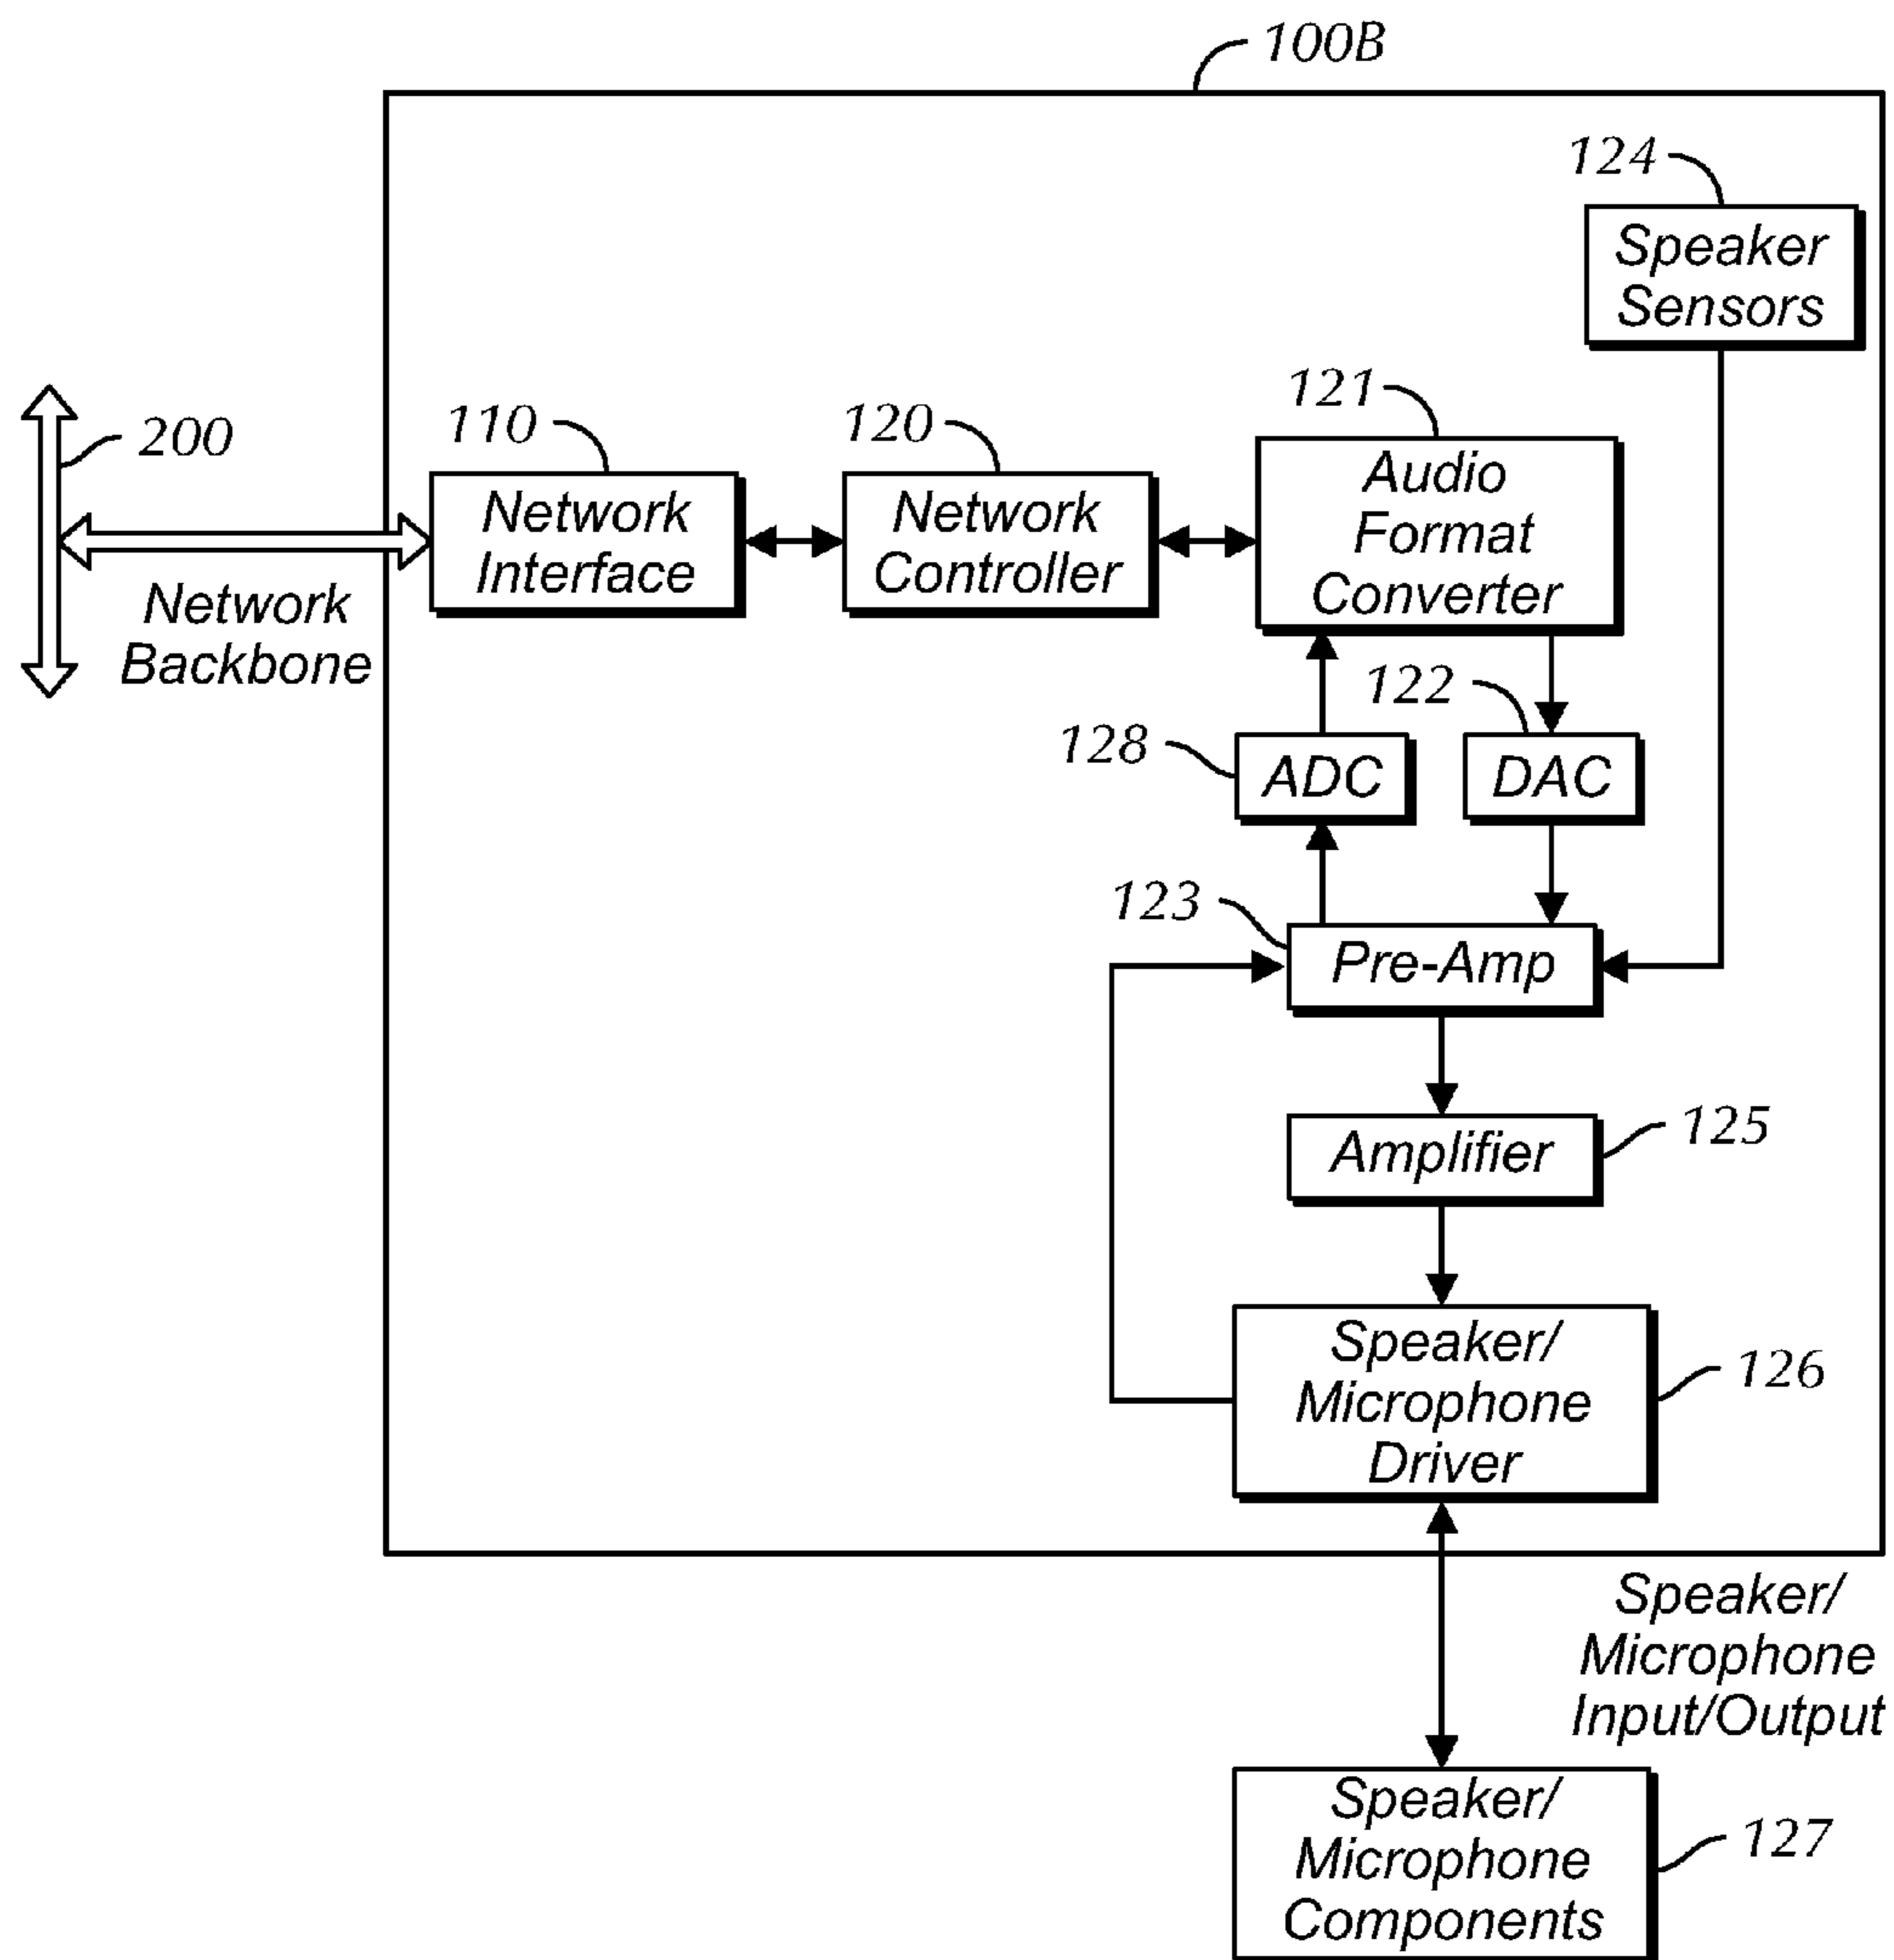 100B
124
Speaker
Sensors
200
110
120
121
Network
Interface
Network
Controller
Audio
Format
Converter
Network
Backbone
128
ADC
122
DAC
123
Pre-Amp
Amplifier
125
Speaker/
Microphone
Driver
126
Speaker/
Microphone
Input/Output
Speaker/
Microphone
Components
127